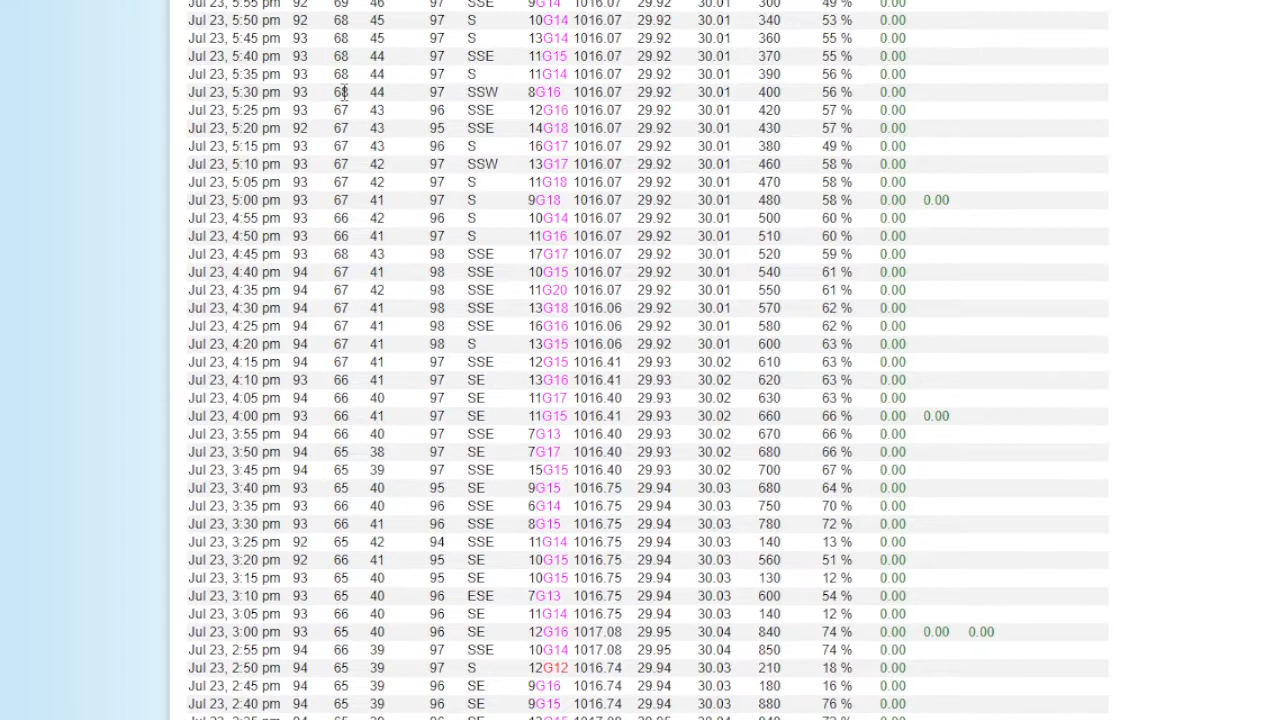 Jul 23, 5:55 pm 92 69 46 97 SSE 9G14 1016.07 29.92 30.01 300 49 % 0.00
Jul 23, 5:50 pm 92 68 45 97 S 10G14 1016.07 29.92 30.01 340 53 % 0.00
Jul 23, 5:45 pm 93 68 45 97 S 13G14 1016.07 29.92 30.01 360 55 % 0.00
Jul 23, 5:40 pm 93 68 44 97 SSE 11G15 1016.07 29.92 30.01 370 55 % 0.00
Jul 23, 5:35 pm 93 68 44 97 S 11G14 1016.07 29.92 30.01 390 56 % 0.00
Jul 23, 5:30 pm 93 68 44 97 SSW 8G16 1016.07 29.92 30.01 400 56 % 0.00
Jul 23, 5:25 pm 93 67 43 96 SSE 12G16 1016.07 29.92 30.01 420 57 % 0.00
Jul 23, 5:20 pm 92 67 43 95 SSE 14G18 1016.07 29.92 30.01 430 57 % 0.00
Jul 23, 5:15 pm 93 67 43 96 S 16G17 1016.07 29.92 30.01 380 49 % 0.00
Jul 23, 5:10 pm 93 67 42 97 SSW 13G17 1016.07 29.92 30.01 460 58 % 0.00
Jul 23, 5:05 pm 93 67 42 97 S 11G18 1016.07 29.92 30.01 470 58 % 0.00
Jul 23, 5:00 pm 93 67 41 97 S 9G18 1016.07 29.92 30.01 480 58 % 0.00 0.00
Jul 23, 4:55 pm 93 66 42 96 S 10G14 1016.07 29.92 30.01 500 60 % 0.00
Jul 23, 4:50 pm 93 66 41 97 S 11G16 1016.07 29.92 30.01 510 60 % 0.00
Jul 23, 4:45 pm 93 68 43 98 SSE 17G17 1016.07 29.92 30.01 520 59 % 0.00
Jul 23, 4:40 pm 94 67 41 98 SSE 10G15 1016.07 29.92 30.01 540 61 % 0.00
Jul 23, 4:35 pm 94 67 42 98 SSE 11G20 1016.07 29.92 30.01 550 61 % 0.00
Jul 23, 4:30 pm 94 67 41 98 SSE 13G18 1016.06 29.92 30.01 570 62 % 0.00
Jul 23, 4:25 pm 94 67 41 98 SSE 16G16 1016.06 29.92 30.01 580 62 % 0.00
Jul 23, 4:20 pm 94 67 41 98 S 13G15 1016.06 29.92 30.01 600 63 % 0.00
Jul 23, 4:15 pm 94 67 41 97 SSE 12G15 1016.41 29.93 30.02 610 63 % 0.00
Jul 23, 4:10 pm 93 66 41 97 SE 13G16 1016.41 29.93 30.02 620 63 % 0.00
Jul 23, 4:05 pm 94 66 40 97 SE 11G17 1016.40 29.93 30.02 630 63 % 0.00
Jul 23, 4:00 pm 93 66 41 97 SE 11G15 1016.41 29.93 30.02 660 66 % 0.00 0.00
Jul 23, 3:55 pm 94 66 40 97 SSE 7G13 1016.40 29.93 30.02 670 66 % 0.00
Jul 23, 3:50 pm 94 65 38 97 SE 7G17 1016.40 29.93 30.02 680 66 % 0.00
Jul 23, 3:45 pm 94 65 39 97 SSE 15G15 1016.40 29.93 30.02 700 67 % 0.00
Jul 23, 3:40 pm 93 65 40 95 SE 9G15 1016.75 29.94 30.03 680 64 % 0.00
Jul 23, 3:35 pm 93 66 40 96 SSE 6G14 1016.75 29.94 30.03 750 70 % 0.00
Jul 23, 3:30 pm 93 66 41 96 SSE 8G15 1016.75 29.94 30.03 780 72 % 0.00
Jul 23, 3:25 pm 92 65 42 94 SSE 11G14 1016.75 29.94 30.03 140 13 % 0.00
Jul 23, 3:20 pm 92 66 41 95 SE 10G15 1016.75 29.94 30.03 560 51 % 0.00
Jul 23, 3:15 pm 93 65 40 95 SE 10G15 1016.75 29.94 30.03 130 12 % 0.00
Jul 23, 3:10 pm 93 65 40 96 ESE 7G13 1016.75 29.94 30.03 600 54 % 0.00
Jul 23, 3:05 pm 93 66 40 96 SE 11G14 1016.75 29.94 30.03 140 12 % 0.00
Jul 23, 3:00 pm 93 65 40 96 SE 12G16 1017.08 29.95 30.04 840 74 % 0.00 0.00 0.00
Jul 23, 2:55 pm 94 66 39 97 SSE 10G14 1017.08 29.95 30.04 850 74 % 0.00
Jul 23, 2:50 pm 94 65 39 97 S 12G12 1016.74 29.94 30.03 210 18 % 0.00
Jul 23, 2:45 pm 94 65 39 96 SE 9G16 1016.74 29.94 30.03 180 16 % 0.00
Jul 23, 2:40 pm 94 65 39 96 SE 9G15 1016.74 29.94 30.03 880 76 % 0.00